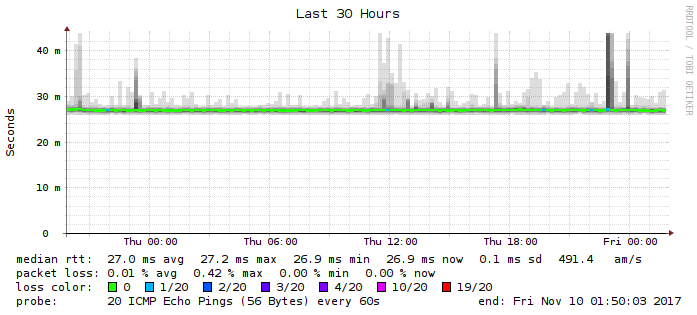 Last 30 Hours
RRDTOOL / TOBI OETIKER
Seconds
40 m
30 m
20 m
10 m
0
Thu 00:00 Thu 06:00 Thu 12:00 Thu 18:00 Fri 00:00
median rtt: 27.0 ms avg 27.2 ms max 26.9 ms min 26.9 ms now 0.1 ms sd 491.4 am/s
packet loss: 0.01 % avg 0.42 % max 0.00 % min 0.00 % now
loss color: 0 1/20 2/20 3/20 4/20 10/20 19/20
probe: 20 ICMP Echo Pings (56 Bytes) every 60s end: Fri Nov 10 01:50:03 2017